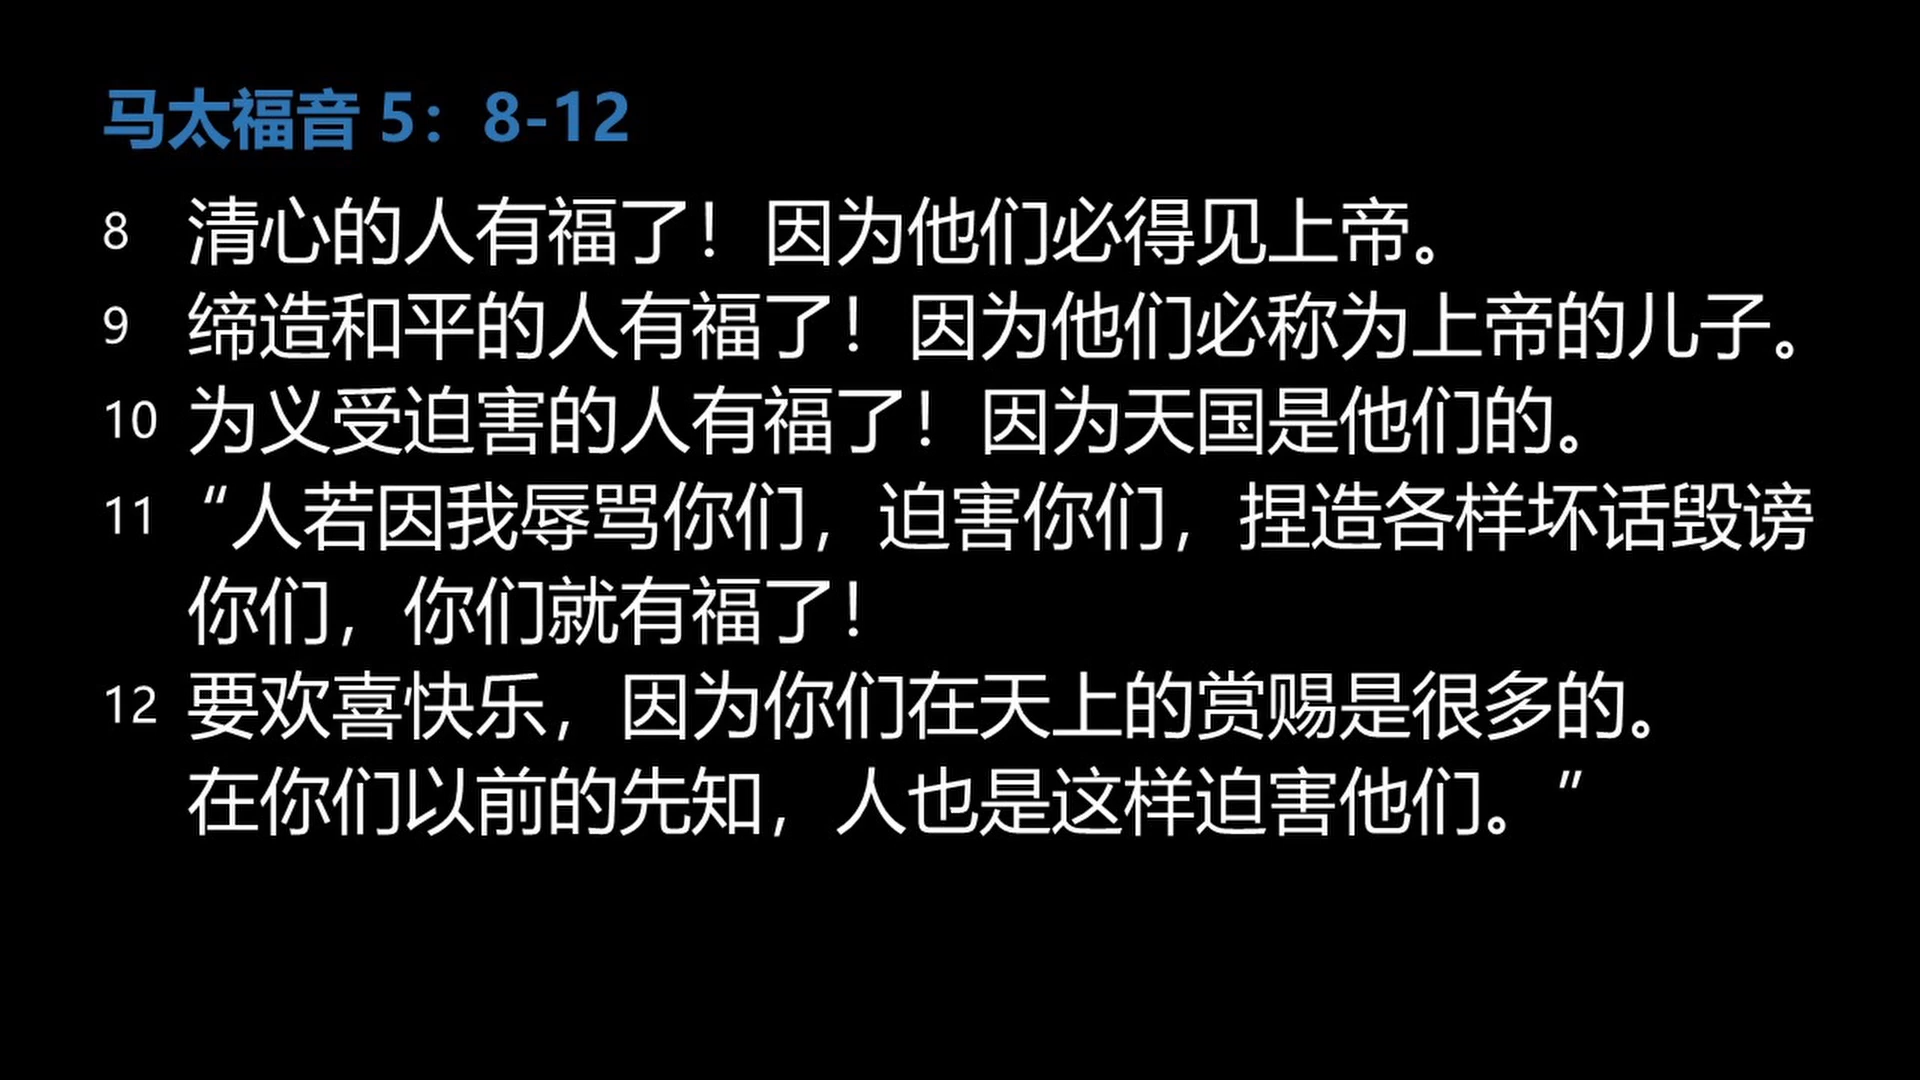 马太福音 5：8-12
8 清心的人有福了！因为他们必得见上帝。
9 缔造和平的人有福了！因为他们必称为上帝的儿子。
10 为义受迫害的人有福了！因为天国是他们的。
11 “人若因我辱骂你们，迫害你们，捏造各样坏话毁谤
你们，你们就有福了！
12 要欢喜快乐，因为你们在天上的赏赐是很多的。
在你们以前的先知，人也是这样迫害他们。”